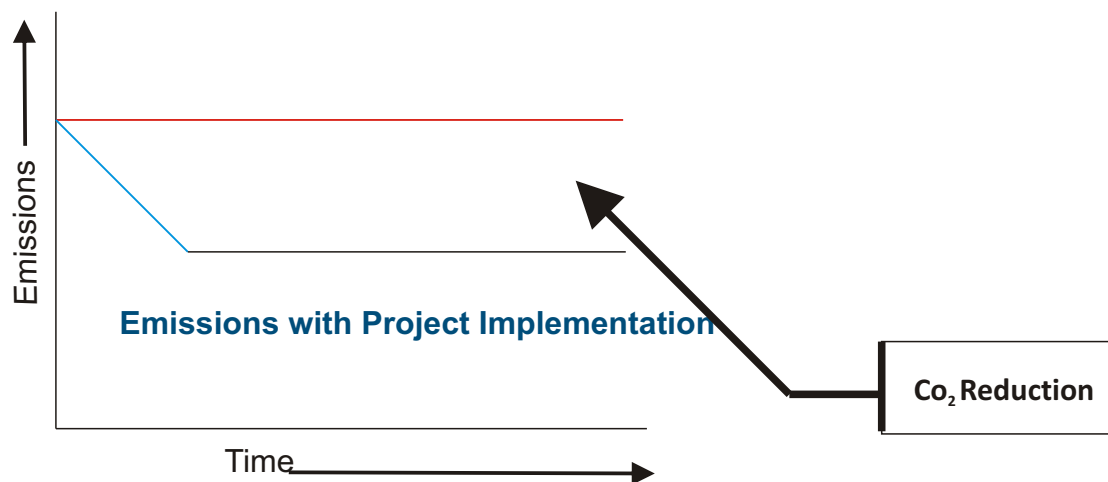 Emissions
Emissions with Project Implementation
Co₂ Reduction
Time